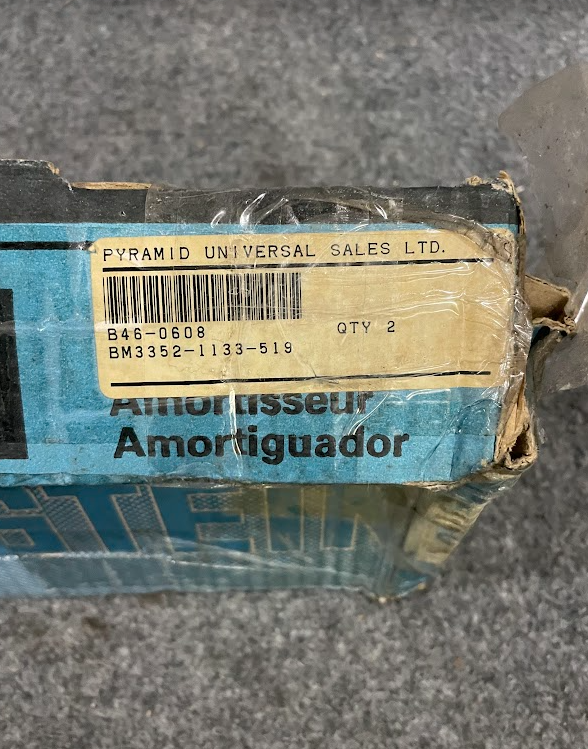 PYRAMID UNIVERSAL SALES LTD.
B46-0608 QTY 2
BM3352-1133-519
Amortisseur
Amortiguador